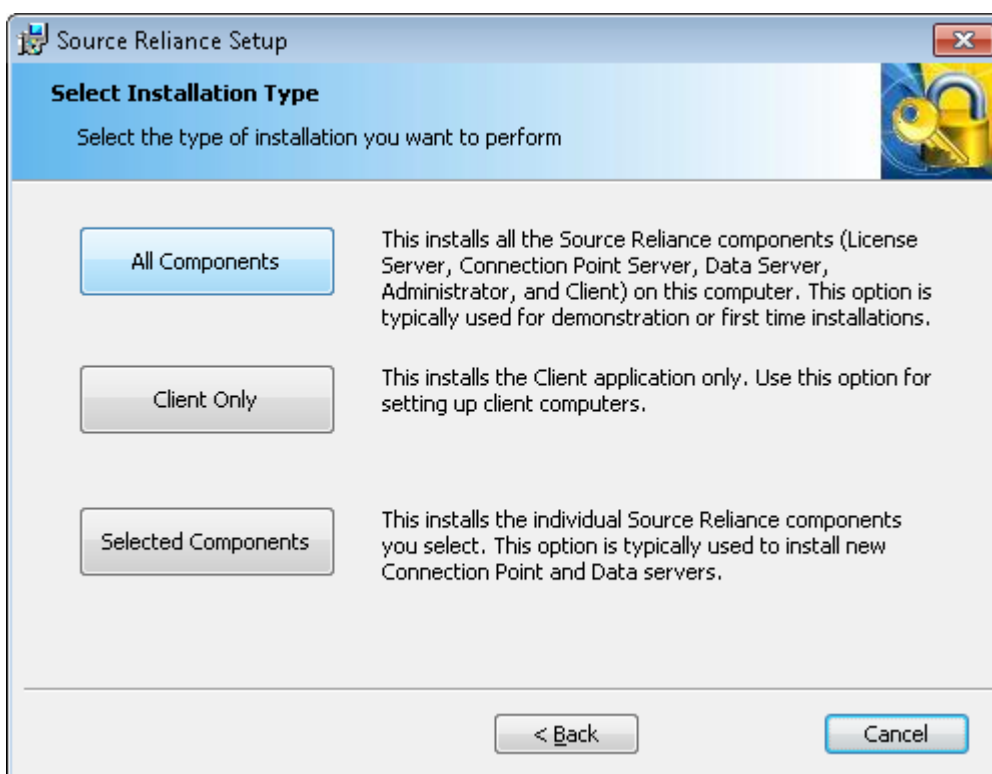 Source Reliance Setup
Select Installation Type
Select the type of installation you want to perform
All Components
This installs all the Source Reliance components (License
Server, Connection Point Server, Data Server,
Administrator, and Client) on this computer. This option is
typically used for demonstration or first time installations.
Client Only
This installs the Client application only. Use this option for
setting up client computers.
Selected Components
This installs the individual Source Reliance components
you select. This option is typically used to install new
Connection Point and Data servers.
< Back
Cancel